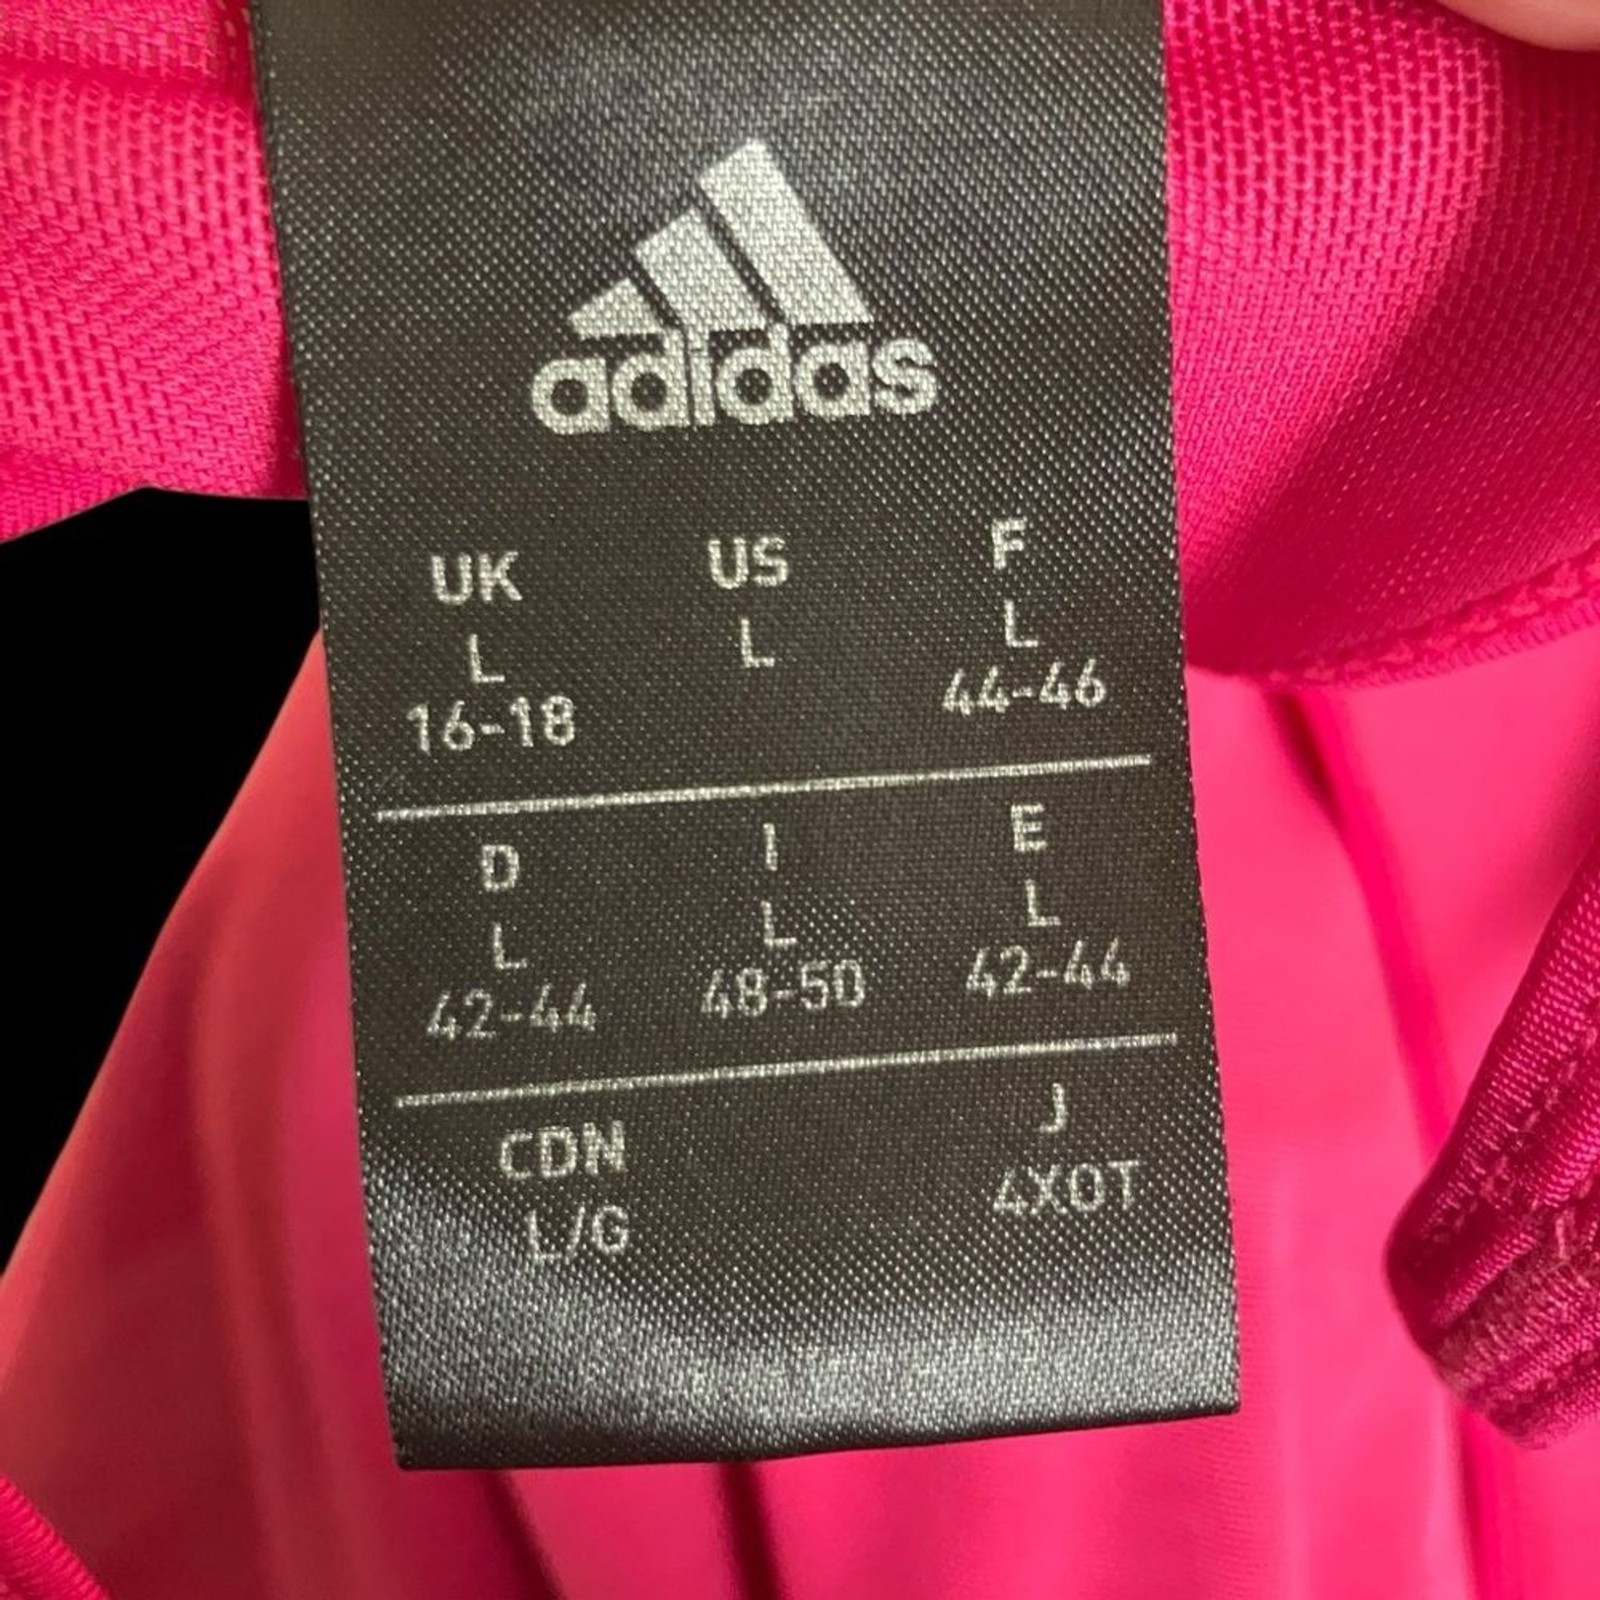 adidas
UK US F
L L L
16-18 44-46
D I E
L L L
42-44 48-50 42-44
CDN J
L/G 4XOT